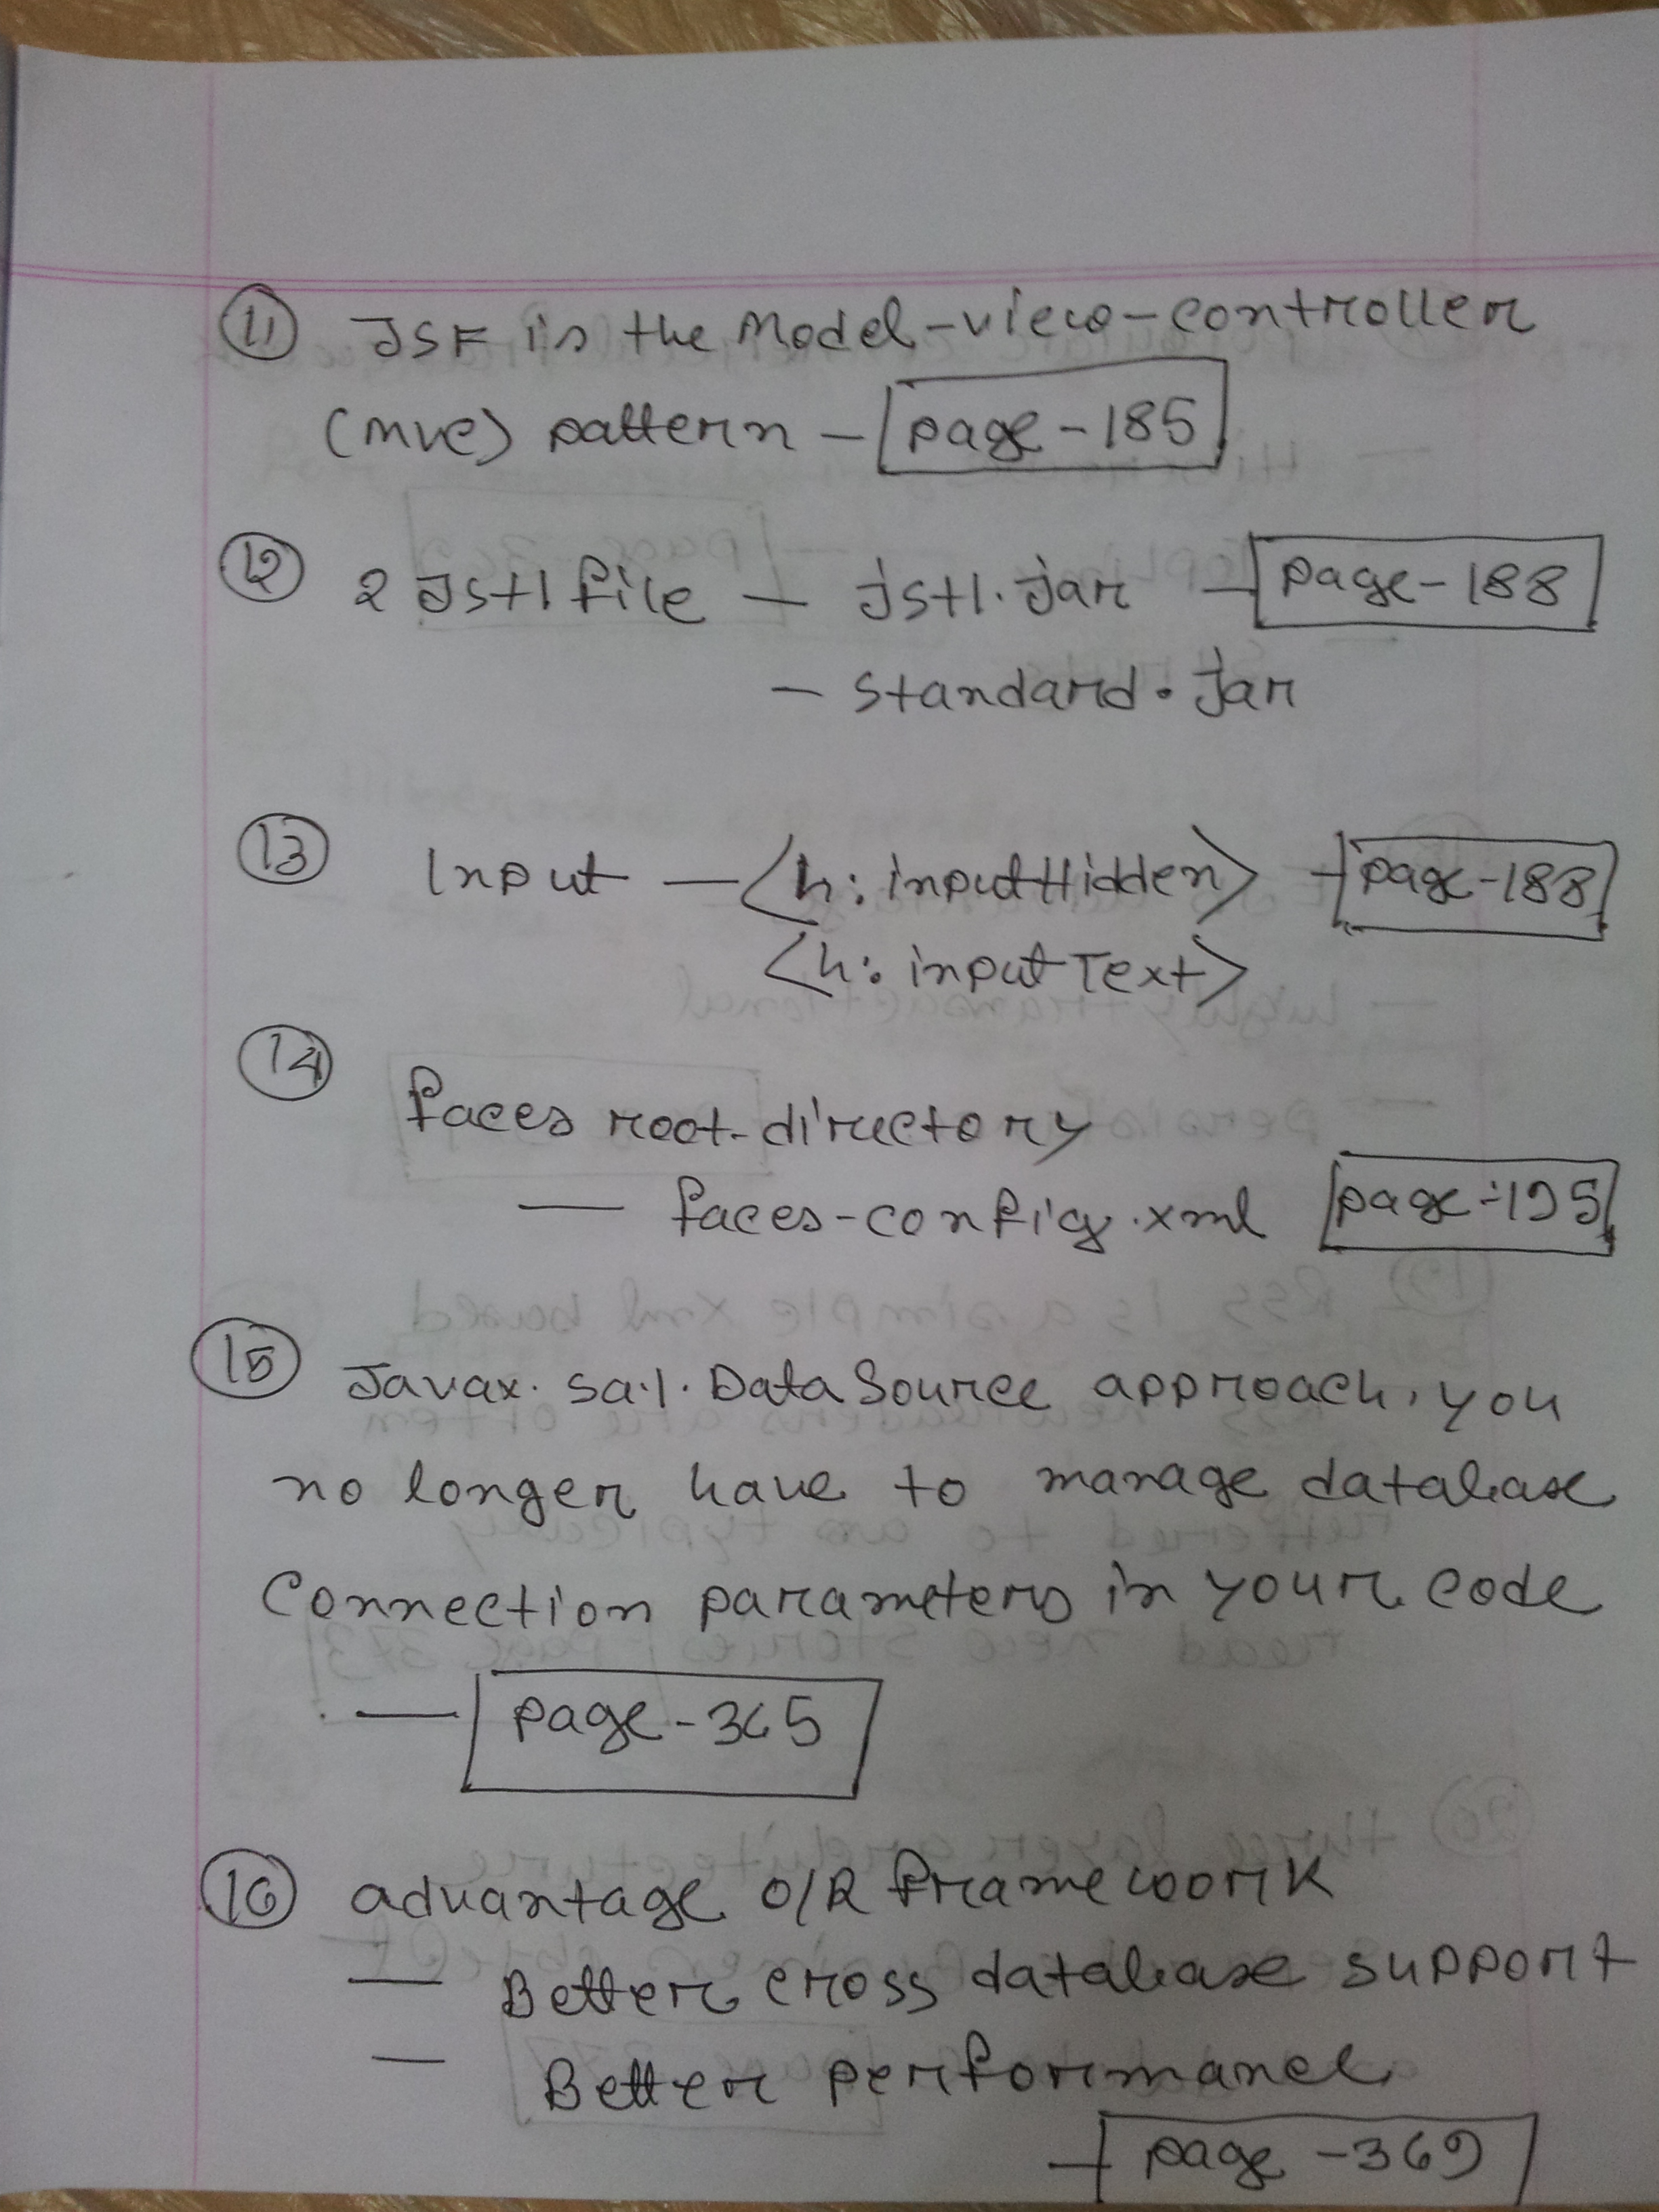 11 JSF is the Model-view-controller
(mvc) pattern - page-185
12 2 Jstl file - jstl.jar - page-188
- standard.jar
13 Input - <h:inputHidden> - page-188
<h:inputText>
14
faces root-directory
- faces-config.xml page-195
15 Javax.sql.DataSource approach, you
no longer have to manage database
Connection parameters in your code
- page-365
16 advantage O/R framework
- Better cross database support
- Better performance
- page-369